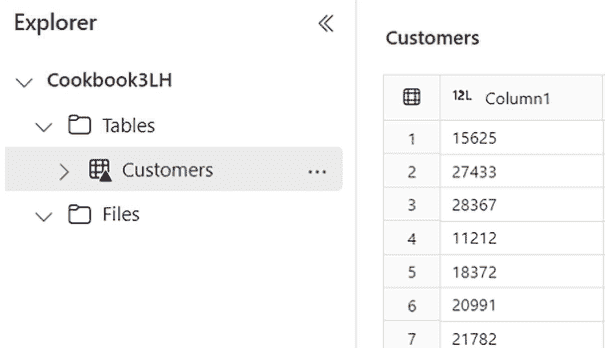 Explorer
Cookbook3LH
Tables
Customers
Files
Customers
12L Column1
1 15625
2 27433
3 28367
4 11212
5 18372
6 20991
7 21782